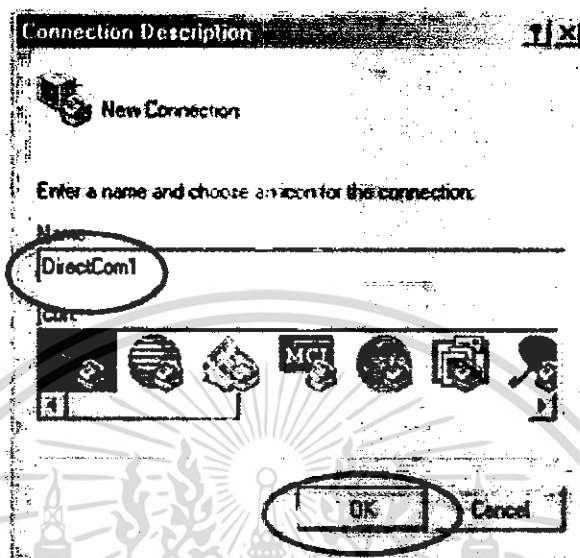 Connection Description
New Connection
Enter a name and choose an icon for the connection:
Name:
DirectCom1
Icon:
MCI
OK Cancel